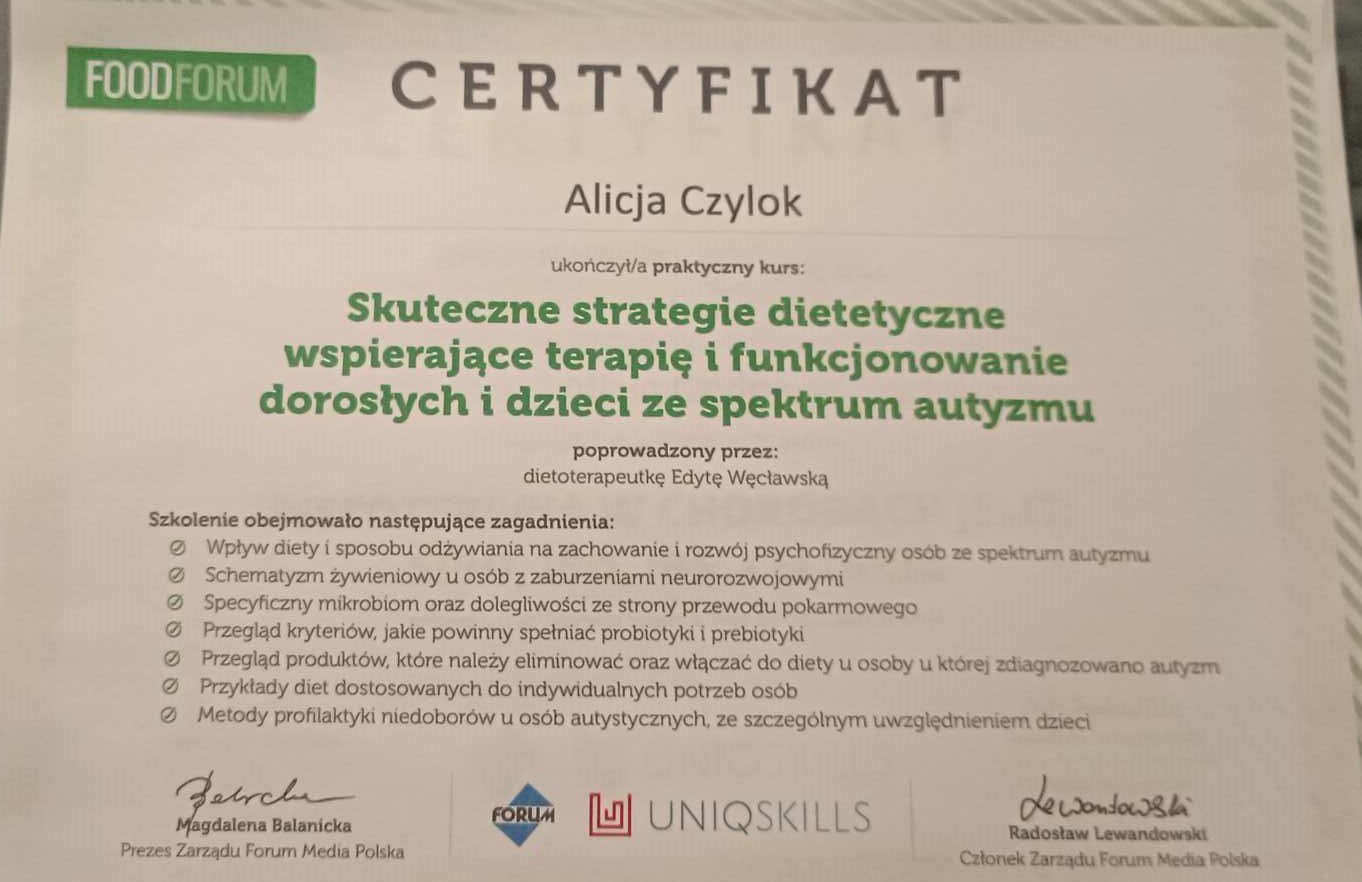 FOODFORUM
CERTYFIKAT
Alicja Czylok
ukończył/a praktyczny kurs:
Skuteczne strategie dietetyczne
wspierające terapię i funkcjonowanie
dorosłych i dzieci ze spektrum autyzmu
poprowadzony przez:
dietoterapeutkę Edytę Węcławską
Szkolenie obejmowało następujące zagadnienia:
Wpływ diety i sposobu odżywiania na zachowanie i rozwój psychofizyczny osób ze spektrum autyzmu
Schematyzm żywieniowy u osób z zaburzeniami neurorozwojowymi
Specyficzny mikrobiom oraz dolegliwości ze strony przewodu pokarmowego
Przegląd kryteriów, jakie powinny spełniać probiotyki i prebiotyki
Przegląd produktów, które należy eliminować oraz włączać do diety u osoby u której zdiagnozowano autyzm
Przykłady diet dostosowanych do indywidualnych potrzeb osób
Metody profilaktyki niedoborów u osób autystycznych, ze szczególnym uwzględnieniem dzieci
Magdalena Balanicka
Prezes Zarządu Forum Media Polska
FORUM
UNIQSKILLS
Lewandowski
Radosław Lewandowski
Członek Zarządu Forum Media Polska